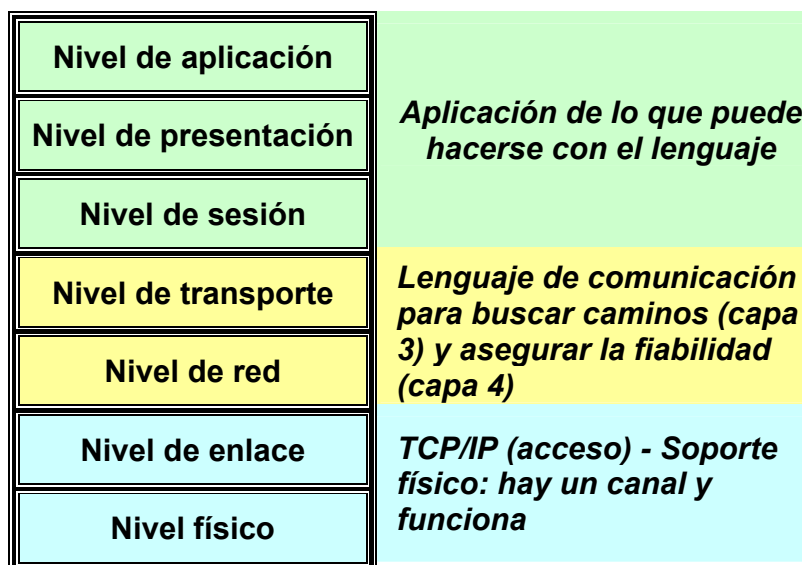 Nivel de aplicación
Nivel de presentación
Nivel de sesión
Aplicación de lo que puede
hacerse con el lenguaje
Nivel de transporte
Nivel de red
Lenguaje de comunicación
para buscar caminos (capa
3) y asegurar la fiabilidad
(capa 4)
Nivel de enlace
Nivel físico
TCP/IP (acceso) - Soporte
físico: hay un canal y
funciona